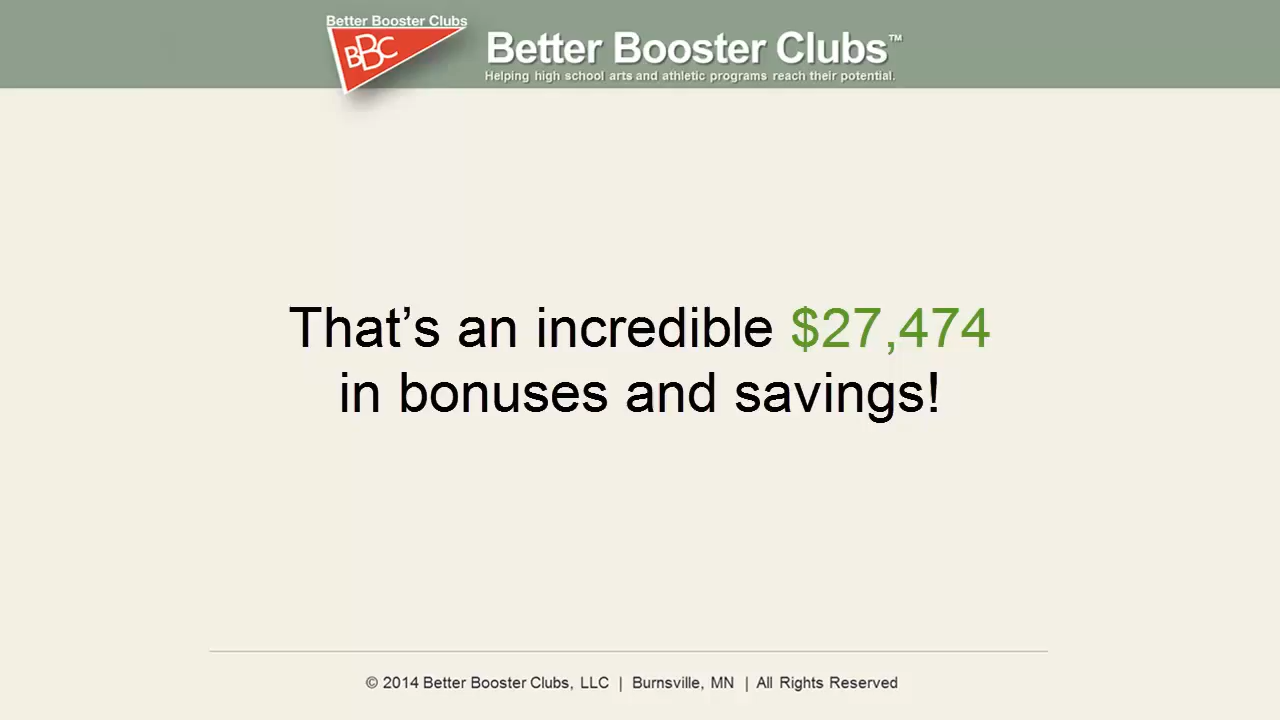 Better Booster Clubs
BBC
Better Booster Clubs™
Helping high school arts and athletic programs reach their potential.
That’s an incredible $27,474
in bonuses and savings!
© 2014 Better Booster Clubs, LLC | Burnsville, MN | All Rights Reserved